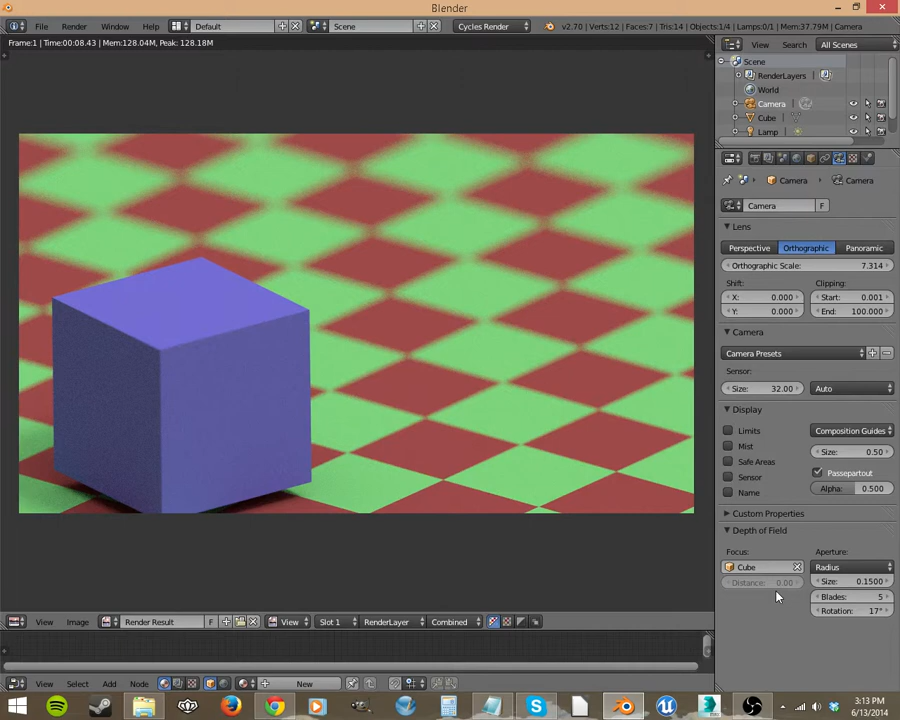 Blender
File Render Window Help Default Scene Cycles Render v2.70 | Verts:12 | Faces:7 | Tris:14 | Objects:1/4 | Lamps:0/1 | Mem:37.79M | Camera
Frame:1 | Time:00:08.43 | Mem:128.04M, Peak: 128.18M
View Search All Scenes
Scene
RenderLayers
World
Camera
Cube
Lamp
Camera Camera
Camera F
Lens
Perspective Orthographic Panoramic
Orthographic Scale: 7.314
Shift: Clipping:
X: 0.000 Start: 0.001
Y: 0.000 End: 100.000
Camera
Camera Presets
Sensor:
Size: 32.00 Auto
Display
Limits Composition Guides
Mist Size: 0.50
Safe Areas Passepartout
Sensor Alpha: 0.500
Name
Custom Properties
Depth of Field
Focus: Aperture:
Cube Radius
Distance: 0.00 Size: 0.1500
Blades: 5
Rotation: 17°
View Image Render Result F View Slot 1 RenderLayer Combined
View Select Add Node New
3:13 PM
6/13/2014